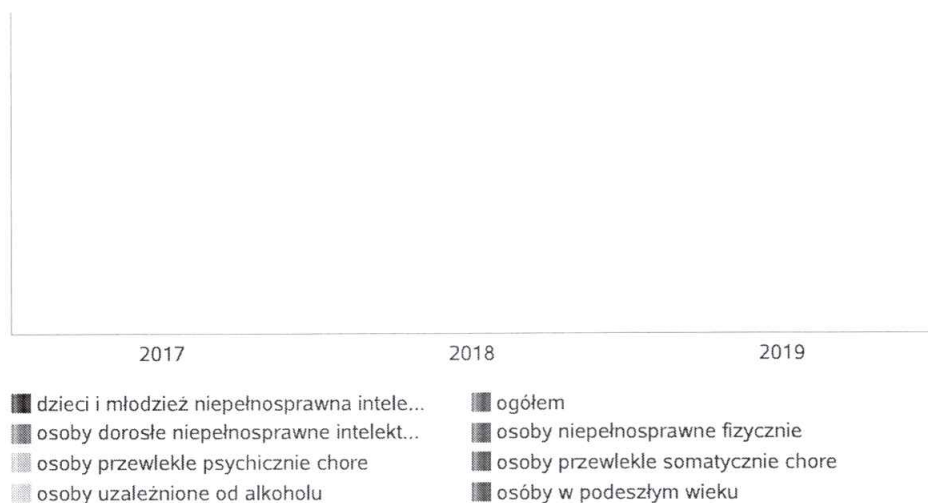 2017 2018 2019
dzieci i młodzież niepełnosprawna intele... ogółem
osoby dorosłe niepełnosprawne intelekt... osoby niepełnosprawne fizycznie
osoby przewlekle psychicznie chore osoby przewlekle somatycznie chore
osoby uzależnione od alkoholu osóby w podeszłym wieku